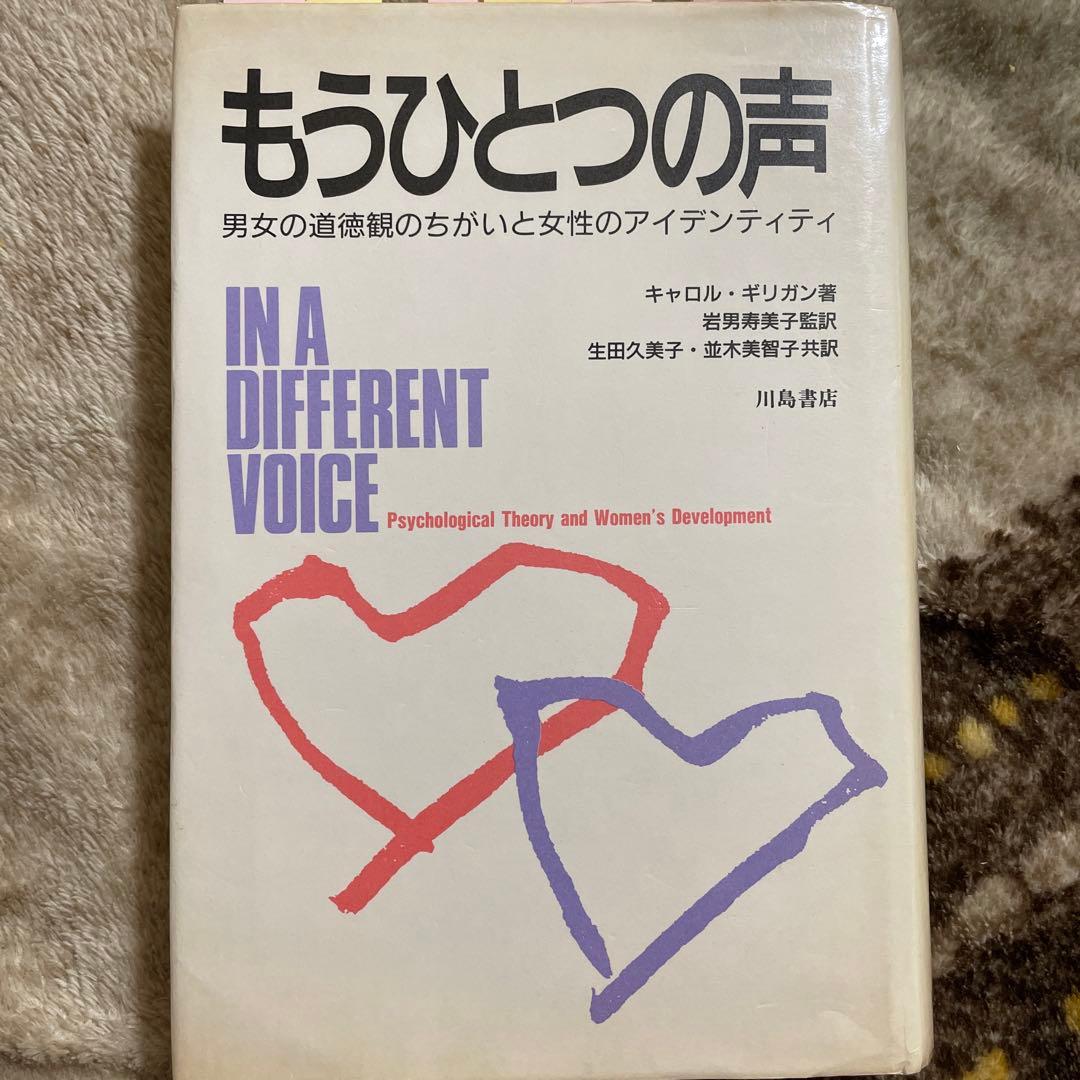 もうひとつの声
男女の道徳観のちがいと女性のアイデンティティ
キャロル・ギリガン著
岩男寿美子監訳
生田久美子・並木美智子共訳
川島書店
IN A
DIFFERENT
VOICE
Psychological Theory and Women's Development